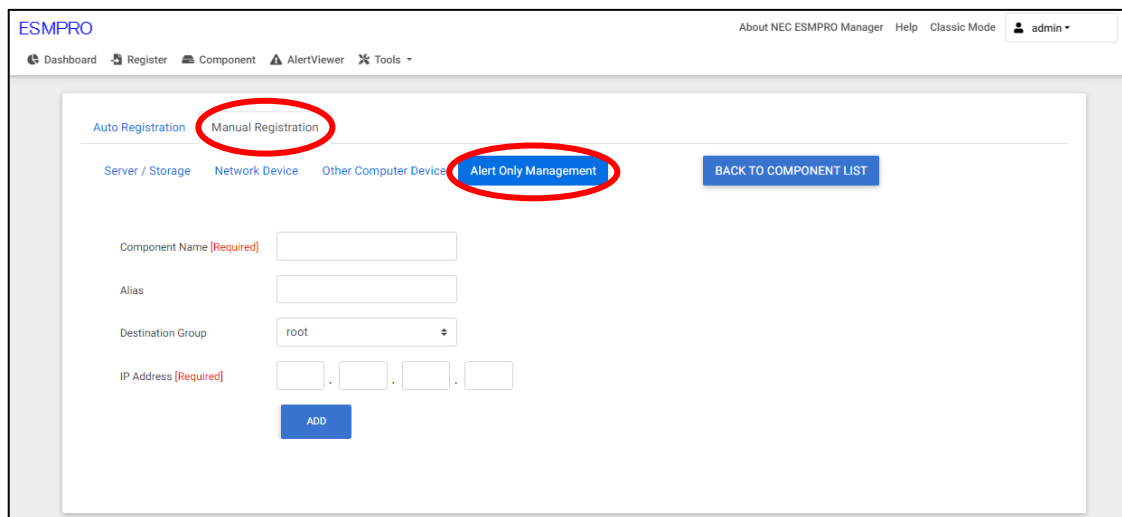 ESMPRO
About NEC ESMPRO Manager Help Classic Mode admin
Dashboard Register Component AlertViewer Tools
Auto Registration Manual Registration
Server / Storage Network Device Other Computer Device Alert Only Management BACK TO COMPONENT LIST
Component Name [Required]
Alias
Destination Group root
IP Address [Required] . . .
ADD